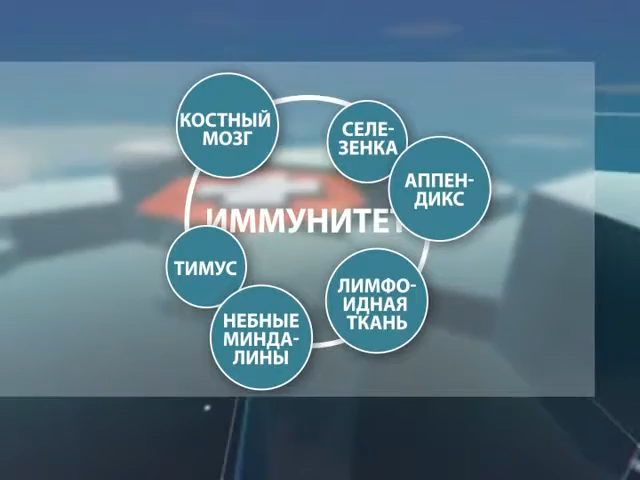 КОСТНЫЙ
МОЗГ
СЕЛЕ-
ЗЕНКА
АППЕН-
ДИКС
ИММУНИТЕТ
ТИМУС
ЛИМФО-
ИДНАЯ
ТКАНЬ
НЕБНЫЕ
МИНДА-
ЛИНЫ